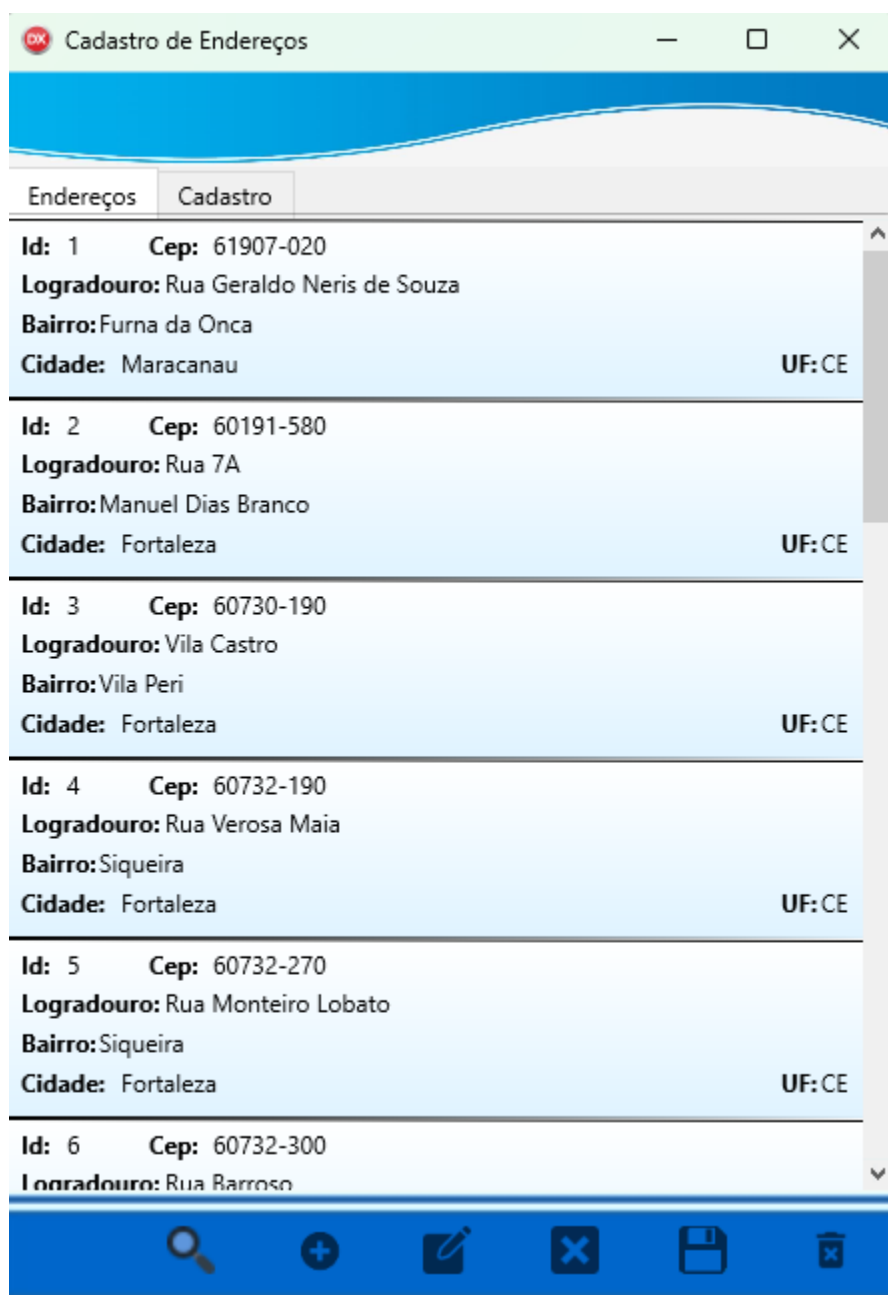 DX Cadastro de Endereços
Endereços Cadastro
Id: 1 Cep: 61907-020
Logradouro: Rua Geraldo Neris de Souza
Bairro: Furna da Onca
Cidade: Maracanau UF: CE
Id: 2 Cep: 60191-580
Logradouro: Rua 7A
Bairro: Manuel Dias Branco
Cidade: Fortaleza UF: CE
Id: 3 Cep: 60730-190
Logradouro: Vila Castro
Bairro: Vila Peri
Cidade: Fortaleza UF: CE
Id: 4 Cep: 60732-190
Logradouro: Rua Verosa Maia
Bairro: Siqueira
Cidade: Fortaleza UF: CE
Id: 5 Cep: 60732-270
Logradouro: Rua Monteiro Lobato
Bairro: Siqueira
Cidade: Fortaleza UF: CE
Id: 6 Cep: 60732-300
Logradouro: Rua Barroso